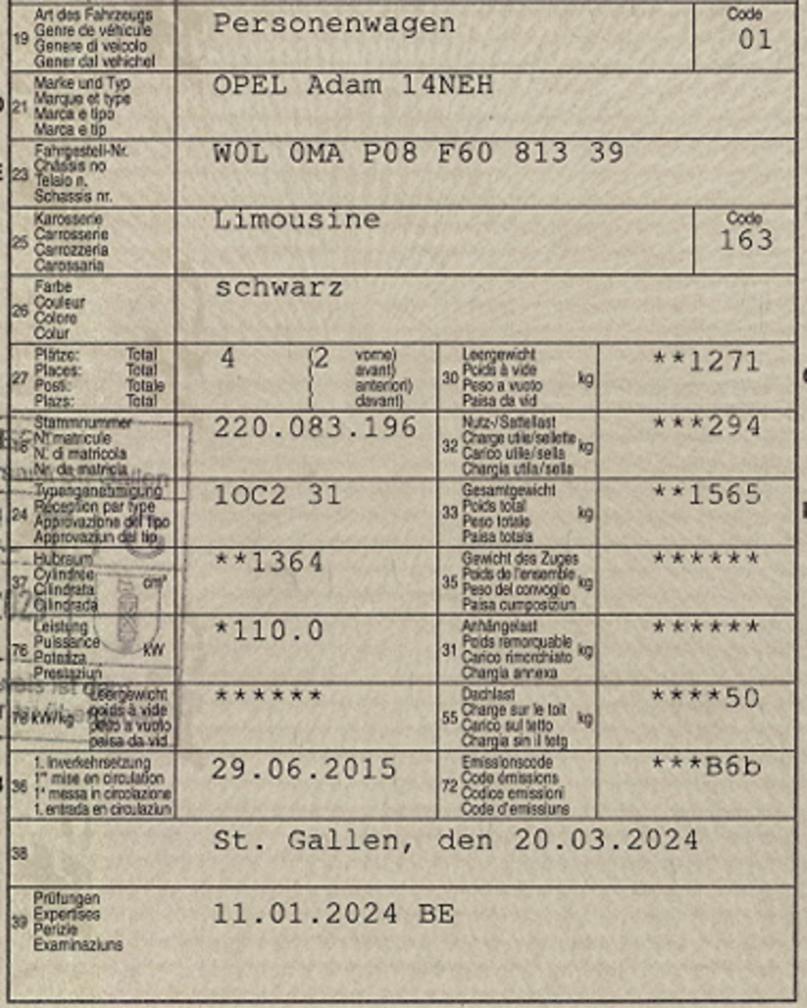 19 Art des Fahrzeugs Personenwagen Code
Genre de véhicule 01
Genere di veicolo
Gener dal vehichel
21 Marke und Typ OPEL Adam 14NEH
Marque et type
Marca e tipo
Marca e tip
23 Fahrgestell-Nr. W0L 0MA P08 F60 813 39
Châssis no
Telaio n.
Schassis nr.
25 Karosserie Limousine Code
Carrosserie 163
Carrozzeria
Carossaria
26 Farbe schwarz
Couleur
Colore
Colur
27 Plätze: Total 4 (2 vorne)
Places: Total ( avant)
Posti: Totale ( anteriori)
Plazs: Total ( davant)
30 Leergewicht kg **1271
Poids à vide
Peso a vuoto
Paisa da vid
18 Stammnummer 220.083.196
N. matricule
N. di matricola
Nr. da matricla
32 Nutz-/Sattellast kg ***294
Charge utile/sellette
Carico utile/sella
Chargia utila/sella
24 Typengenehmigung 1OC2 31
Réception par type
Approvazione del tipo
Approvaziun dal tip
33 Gesamtgewicht kg **1565
Poids total
Peso totale
Paisa totala
37 Hubraum cm³ **1364
Cylindrée
Cilindrata
Cilindrada
35 Gewicht des Zuges kg ******
Poids de l'ensemble
Peso del convoglio
Paisa cumposiziun
76 Leistung kW *110.0
Puissance
Potenza
Prestaziun
31 Anhängelast kg ******
Poids remorquable
Carico rimorchiato
Chargia annexa
78 kW/kg Leergewicht ******
poids à vide
peso a vuoto
paisa da vid
55 Dachlast kg ****50
Charge sur le toit
Carico sul tetto
Chargia sin il tetg
36 1. Inverkehrsetzung 29.06.2015
1re mise en circulation
1a messa in circolazione
1. entrada en circulaziun
72 Emissionscode ***B6b
Code émissions
Codice emissioni
Code d'emissiuns
38 St. Gallen, den 20.03.2024
39 Prüfungen 11.01.2024 BE
Expertises
Perizie
Examinaziuns